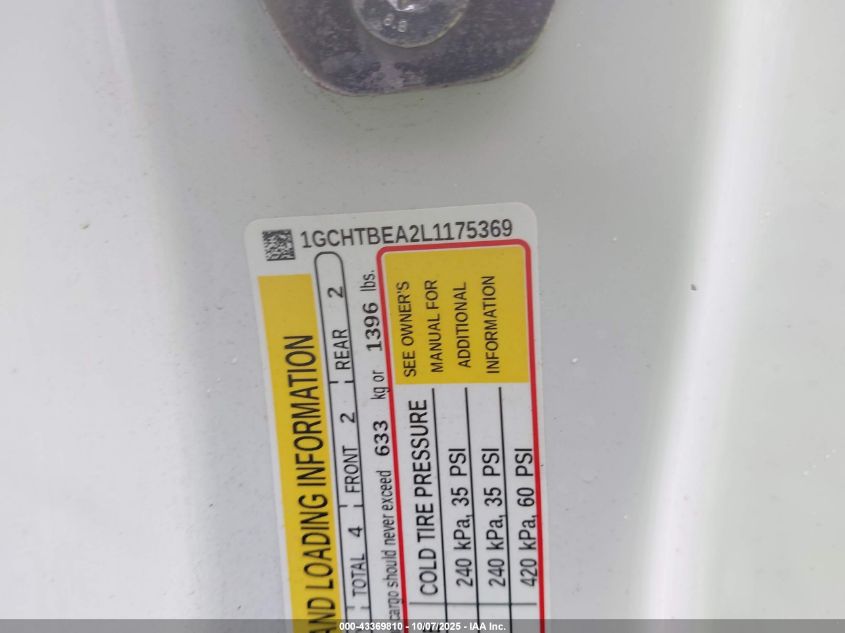 1GCHTBEA2L1175369
AND LOADING INFORMATION
TOTAL 4 FRONT 2 REAR 2
cargo should never exceed 633 kg or 1396 lbs.
COLD TIRE PRESSURE
240 kPa, 35 PSI
240 kPa, 35 PSI
420 kPa, 60 PSI
SEE OWNER'S
MANUAL FOR
ADDITIONAL
INFORMATION
000-43369810 - 10/07/2025 - IAA Inc.